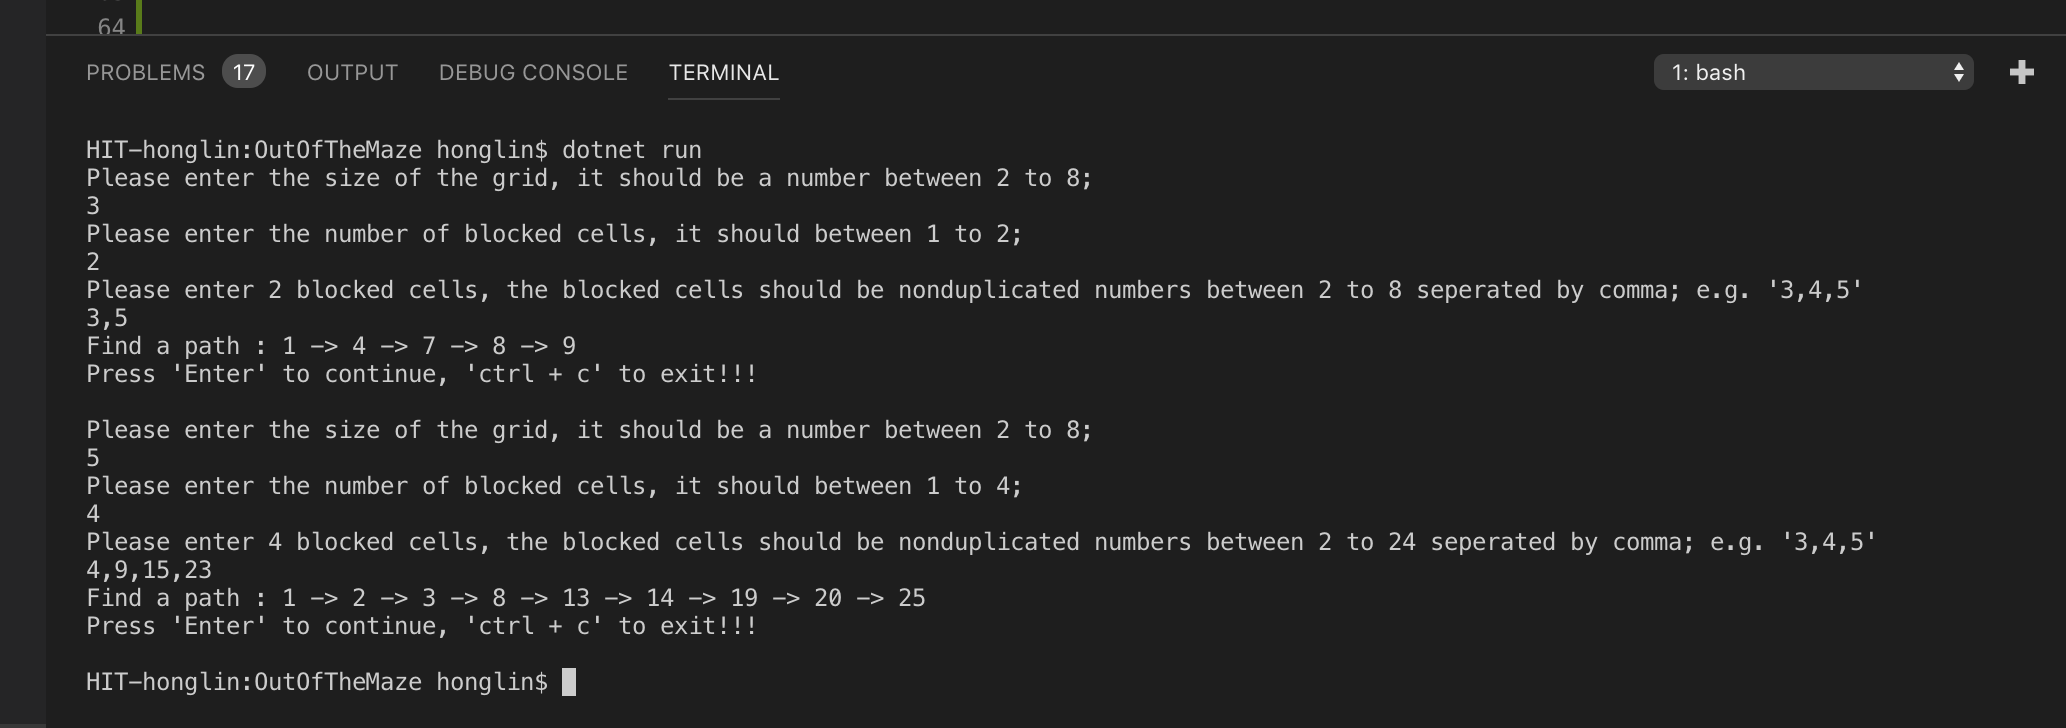 64
PROBLEMS 17 OUTPUT DEBUG CONSOLE TERMINAL 1: bash
HIT-honglin:OutOfTheMaze honglin$ dotnet run
Please enter the size of the grid, it should be a number between 2 to 8;
3
Please enter the number of blocked cells, it should between 1 to 2;
2
Please enter 2 blocked cells, the blocked cells should be nonduplicated numbers between 2 to 8 seperated by comma; e.g. '3,4,5'
3,5
Find a path : 1 -> 4 -> 7 -> 8 -> 9
Press 'Enter' to continue, 'ctrl + c' to exit!!!
Please enter the size of the grid, it should be a number between 2 to 8;
5
Please enter the number of blocked cells, it should between 1 to 4;
4
Please enter 4 blocked cells, the blocked cells should be nonduplicated numbers between 2 to 24 seperated by comma; e.g. '3,4,5'
4,9,15,23
Find a path : 1 -> 2 -> 3 -> 8 -> 13 -> 14 -> 19 -> 20 -> 25
Press 'Enter' to continue, 'ctrl + c' to exit!!!
HIT-honglin:OutOfTheMaze honglin$